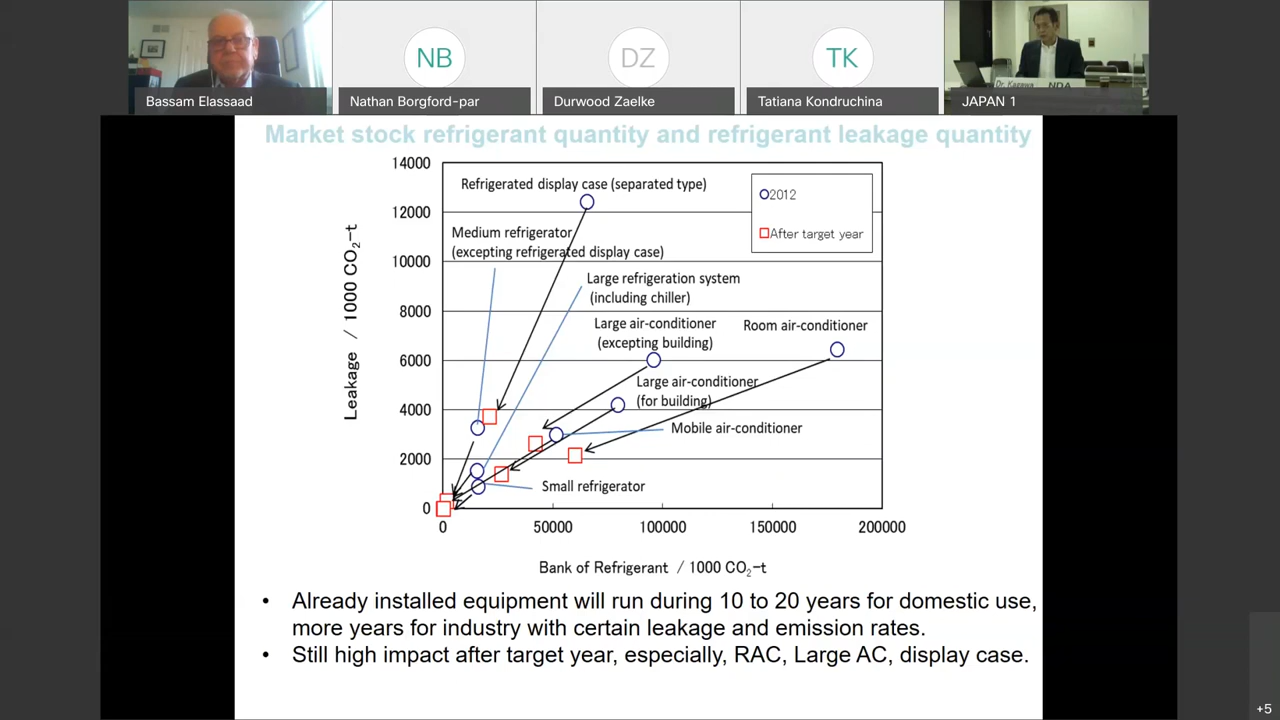 NB
DZ
TK
Bassam Elassaad
Nathan Borgford-par
Durwood Zaelke
Tatiana Kondruchina
Dr. Kagawa
NDA
JAPAN 1
Market stock refrigerant quantity and refrigerant leakage quantity
14000
12000
10000
8000
6000
4000
2000
0
Leakage / 1000 CO₂-t
Refrigerated display case (separated type)
2012
After target year
Medium refrigerator
(excepting refrigerated display case)
Large refrigeration system
(including chiller)
Large air-conditioner
(excepting building)
Room air-conditioner
Large air-conditioner
(for building)
Mobile air-conditioner
Small refrigerator
0
50000
100000
150000
200000
Bank of Refrigerant / 1000 CO₂-t
• Already installed equipment will run during 10 to 20 years for domestic use,
more years for industry with certain leakage and emission rates.
• Still high impact after target year, especially, RAC, Large AC, display case.
+5